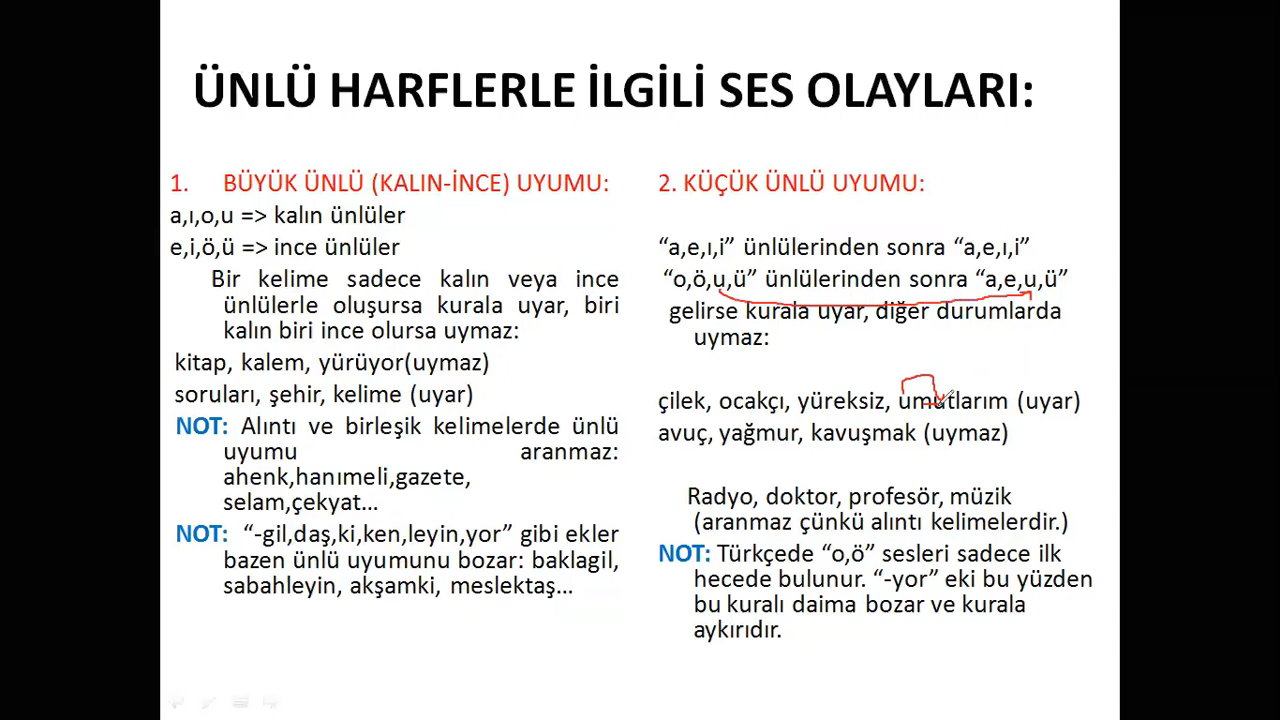 ÜNLÜ HARFLERLE İLGİLİ SES OLAYLARI:
1. BÜYÜK ÜNLÜ (KALIN-İNCE) UYUMU:
a,ı,o,u => kalın ünlüler
e,i,ö,ü => ince ünlüler
Bir kelime sadece kalın veya ince
ünlülerle oluşursa kurala uyar, biri
kalın biri ince olursa uymaz:
kitap, kalem, yürüyor(uymaz)
soruları, şehir, kelime (uyar)
NOT: Alıntı ve birleşik kelimelerde ünlü
uyumu aranmaz:
ahenk,hanımeli,gazete,
selam,çekyat...
NOT: “-gil,daş,ki,ken,leyin,yor” gibi ekler
bazen ünlü uyumunu bozar: baklagil,
sabahleyin, akşamki, meslektaş...
2. KÜÇÜK ÜNLÜ UYUMU:
“a,e,ı,i” ünlülerinden sonra “a,e,ı,i”
“o,ö,u,ü” ünlülerinden sonra “a,e,u,ü”
gelirse kurala uyar, diğer durumlarda
uymaz:
çilek, ocakçı, yüreksiz, umutlarım (uyar)
avuç, yağmur, kavuşmak (uymaz)
Radyo, doktor, profesör, müzik
(aranmaz çünkü alıntı kelimelerdir.)
NOT: Türkçede “o,ö” sesleri sadece ilk
hecede bulunur. “-yor” eki bu yüzden
bu kuralı daima bozar ve kurala
aykırıdır.